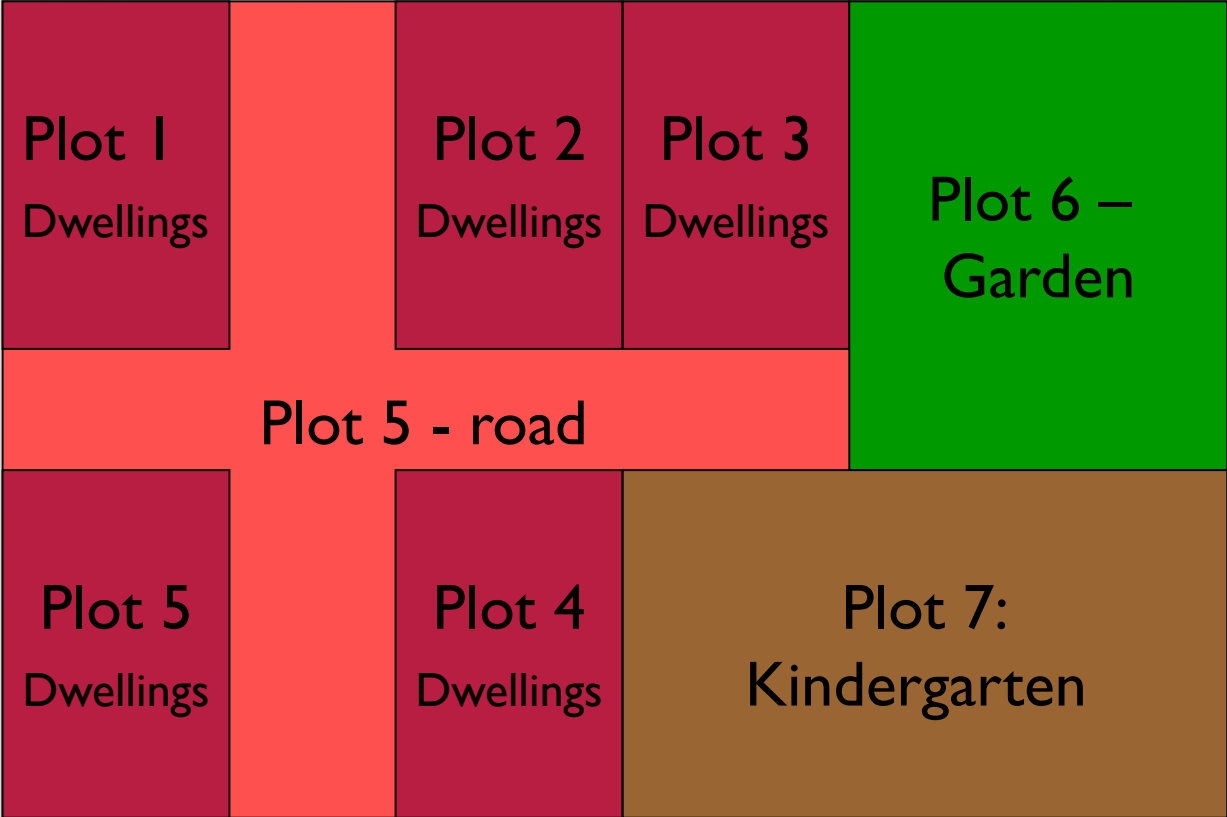 Plot 1
Dwellings
Plot 2
Dwellings
Plot 3
Dwellings
Plot 6 –
Garden
Plot 5 - road
Plot 5
Dwellings
Plot 4
Dwellings
Plot 7:
Kindergarten